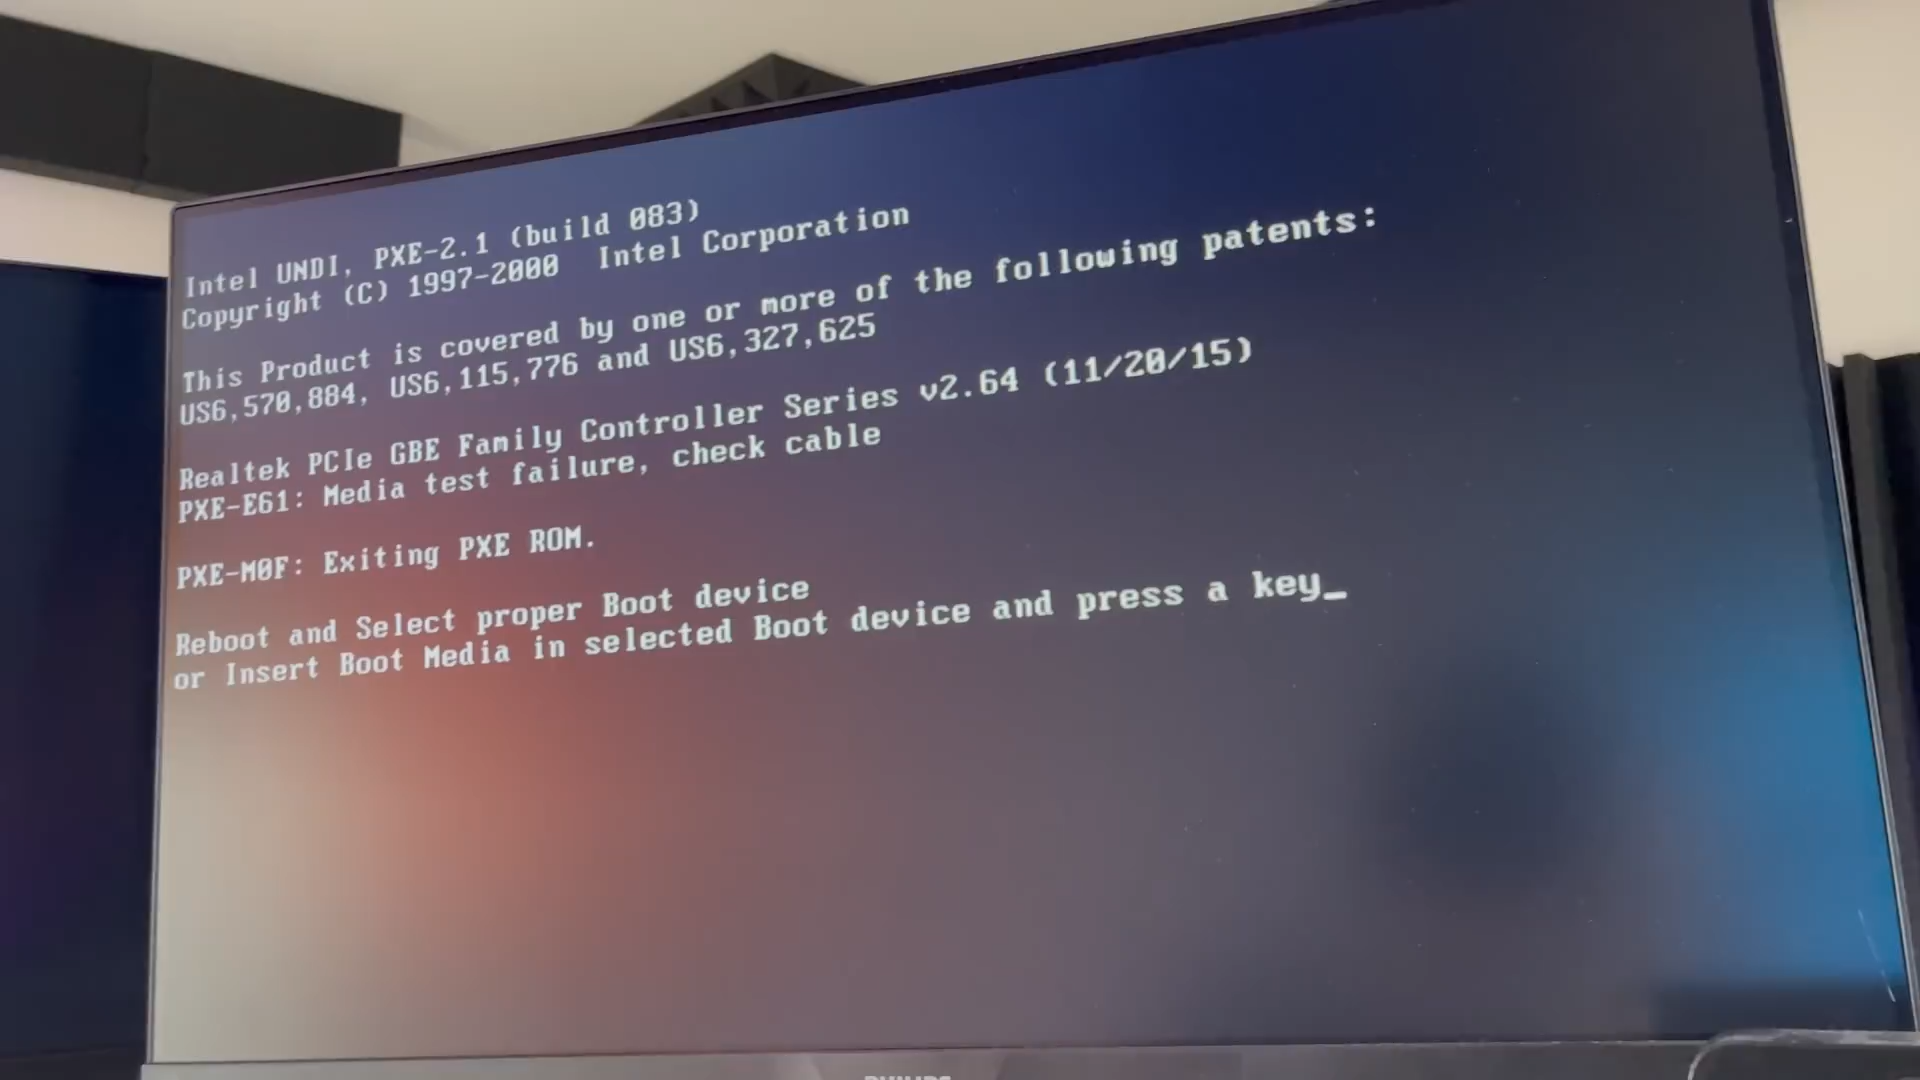 Intel UNDI, PXE-2.1 (build 083)
Copyright (C) 1997-2000  Intel Corporation
This Product is covered by one or more of the following patents:
US6,570,884, US6,115,776 and US6,327,625
Realtek PCIe GBE Family Controller Series v2.64 (11/20/15)
PXE-E61: Media test failure, check cable
PXE-M0F: Exiting PXE ROM.
Reboot and Select proper Boot device
or Insert Boot Media in selected Boot device and press a key_
PHILIPS